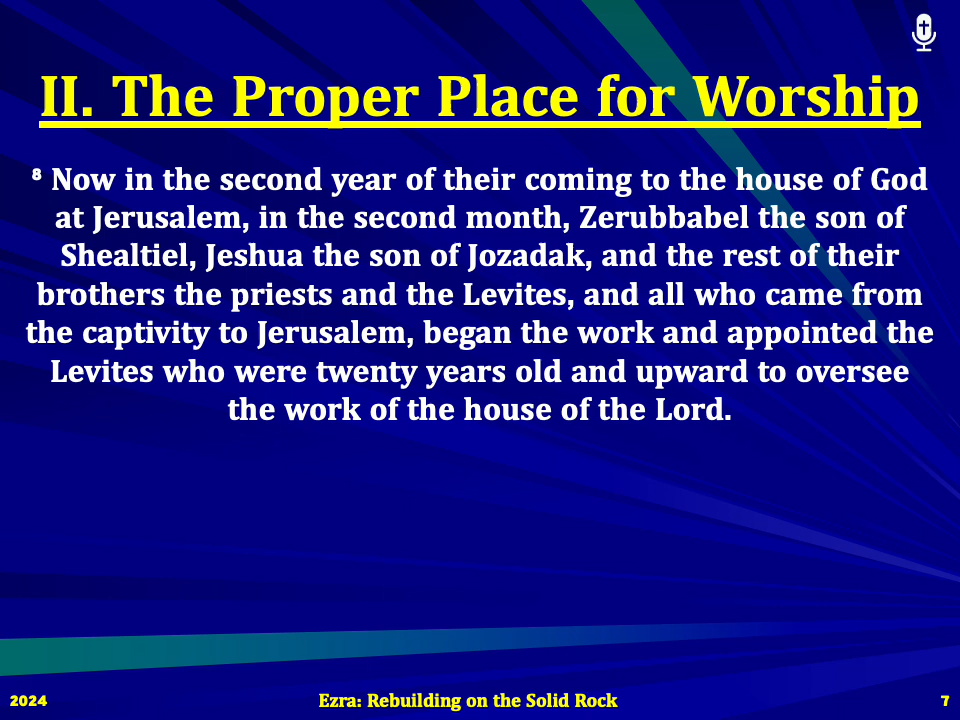 II. The Proper Place for Worship
⁸ Now in the second year of their coming to the house of God
at Jerusalem, in the second month, Zerubbabel the son of
Shealtiel, Jeshua the son of Jozadak, and the rest of their
brothers the priests and the Levites, and all who came from
the captivity to Jerusalem, began the work and appointed the
Levites who were twenty years old and upward to oversee
the work of the house of the Lord.
2024
Ezra: Rebuilding on the Solid Rock
7